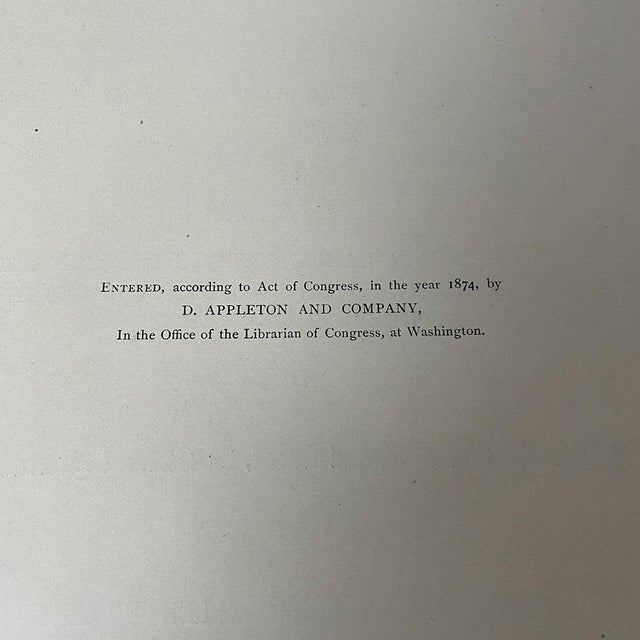 ENTERED, according to Act of Congress, in the year 1874, by
D. APPLETON AND COMPANY,
In the Office of the Librarian of Congress, at Washington.